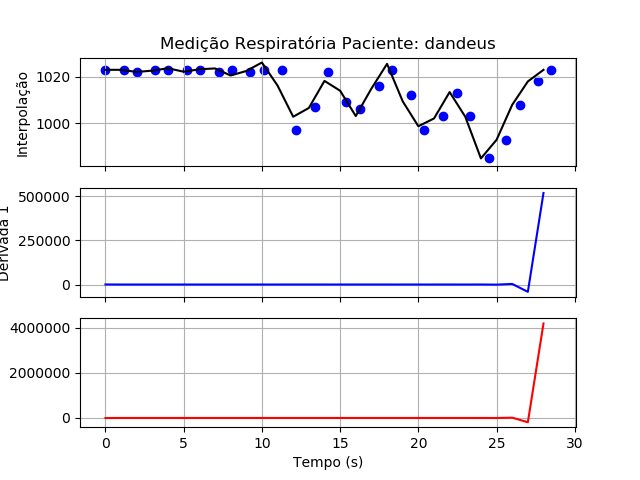 Medição Respiratória Paciente: dandeus
1020
1000
Interpolação
500000
250000
0
Derivada 1
4000000
2000000
0
0 5 10 15 20 25 30
Tempo (s)